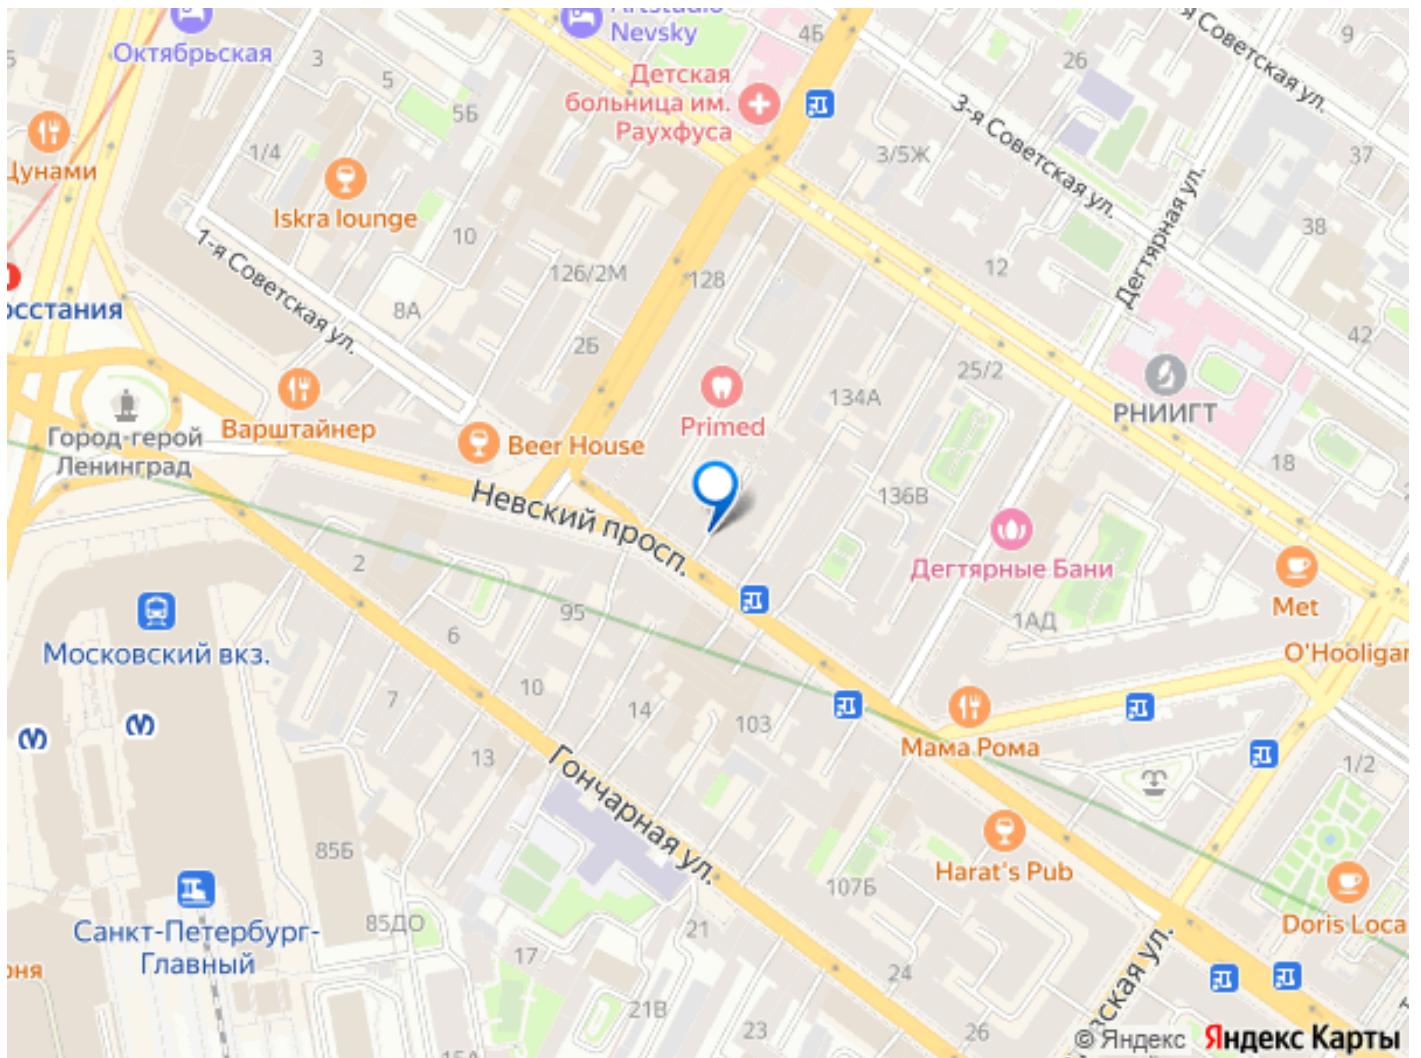 Nevsky
Октябрьская
3
5
5Б
4Б
26
9
я Советская ул.
Детская
больница им.
Раухфуса
3-я Советская ул.
37
Цунами
1/4
3/5Ж
Iskra lounge
10
38
Дегтярная ул.
1-я Советская ул.
126/2М
128
12
осстания
8А
42
2Б
25/2
134А
РНИИГТ
Primed
Варштайнер
Beer House
Город-герой
Ленинград
18
Невский просп.
136В
2
Дегтярные Бани
95
Met
1АД
6
Московский вкз.
O'Hooligan
10
7
14
103
Мама Рома
13
1/2
Гончарная ул.
85Б
Harat's Pub
107Б
85ДО
21
Doris Loca
Санкт-Петербург-
Главный
17
24
21В
23
26
вская ул.
15А
© Яндекс Яндекс Карты